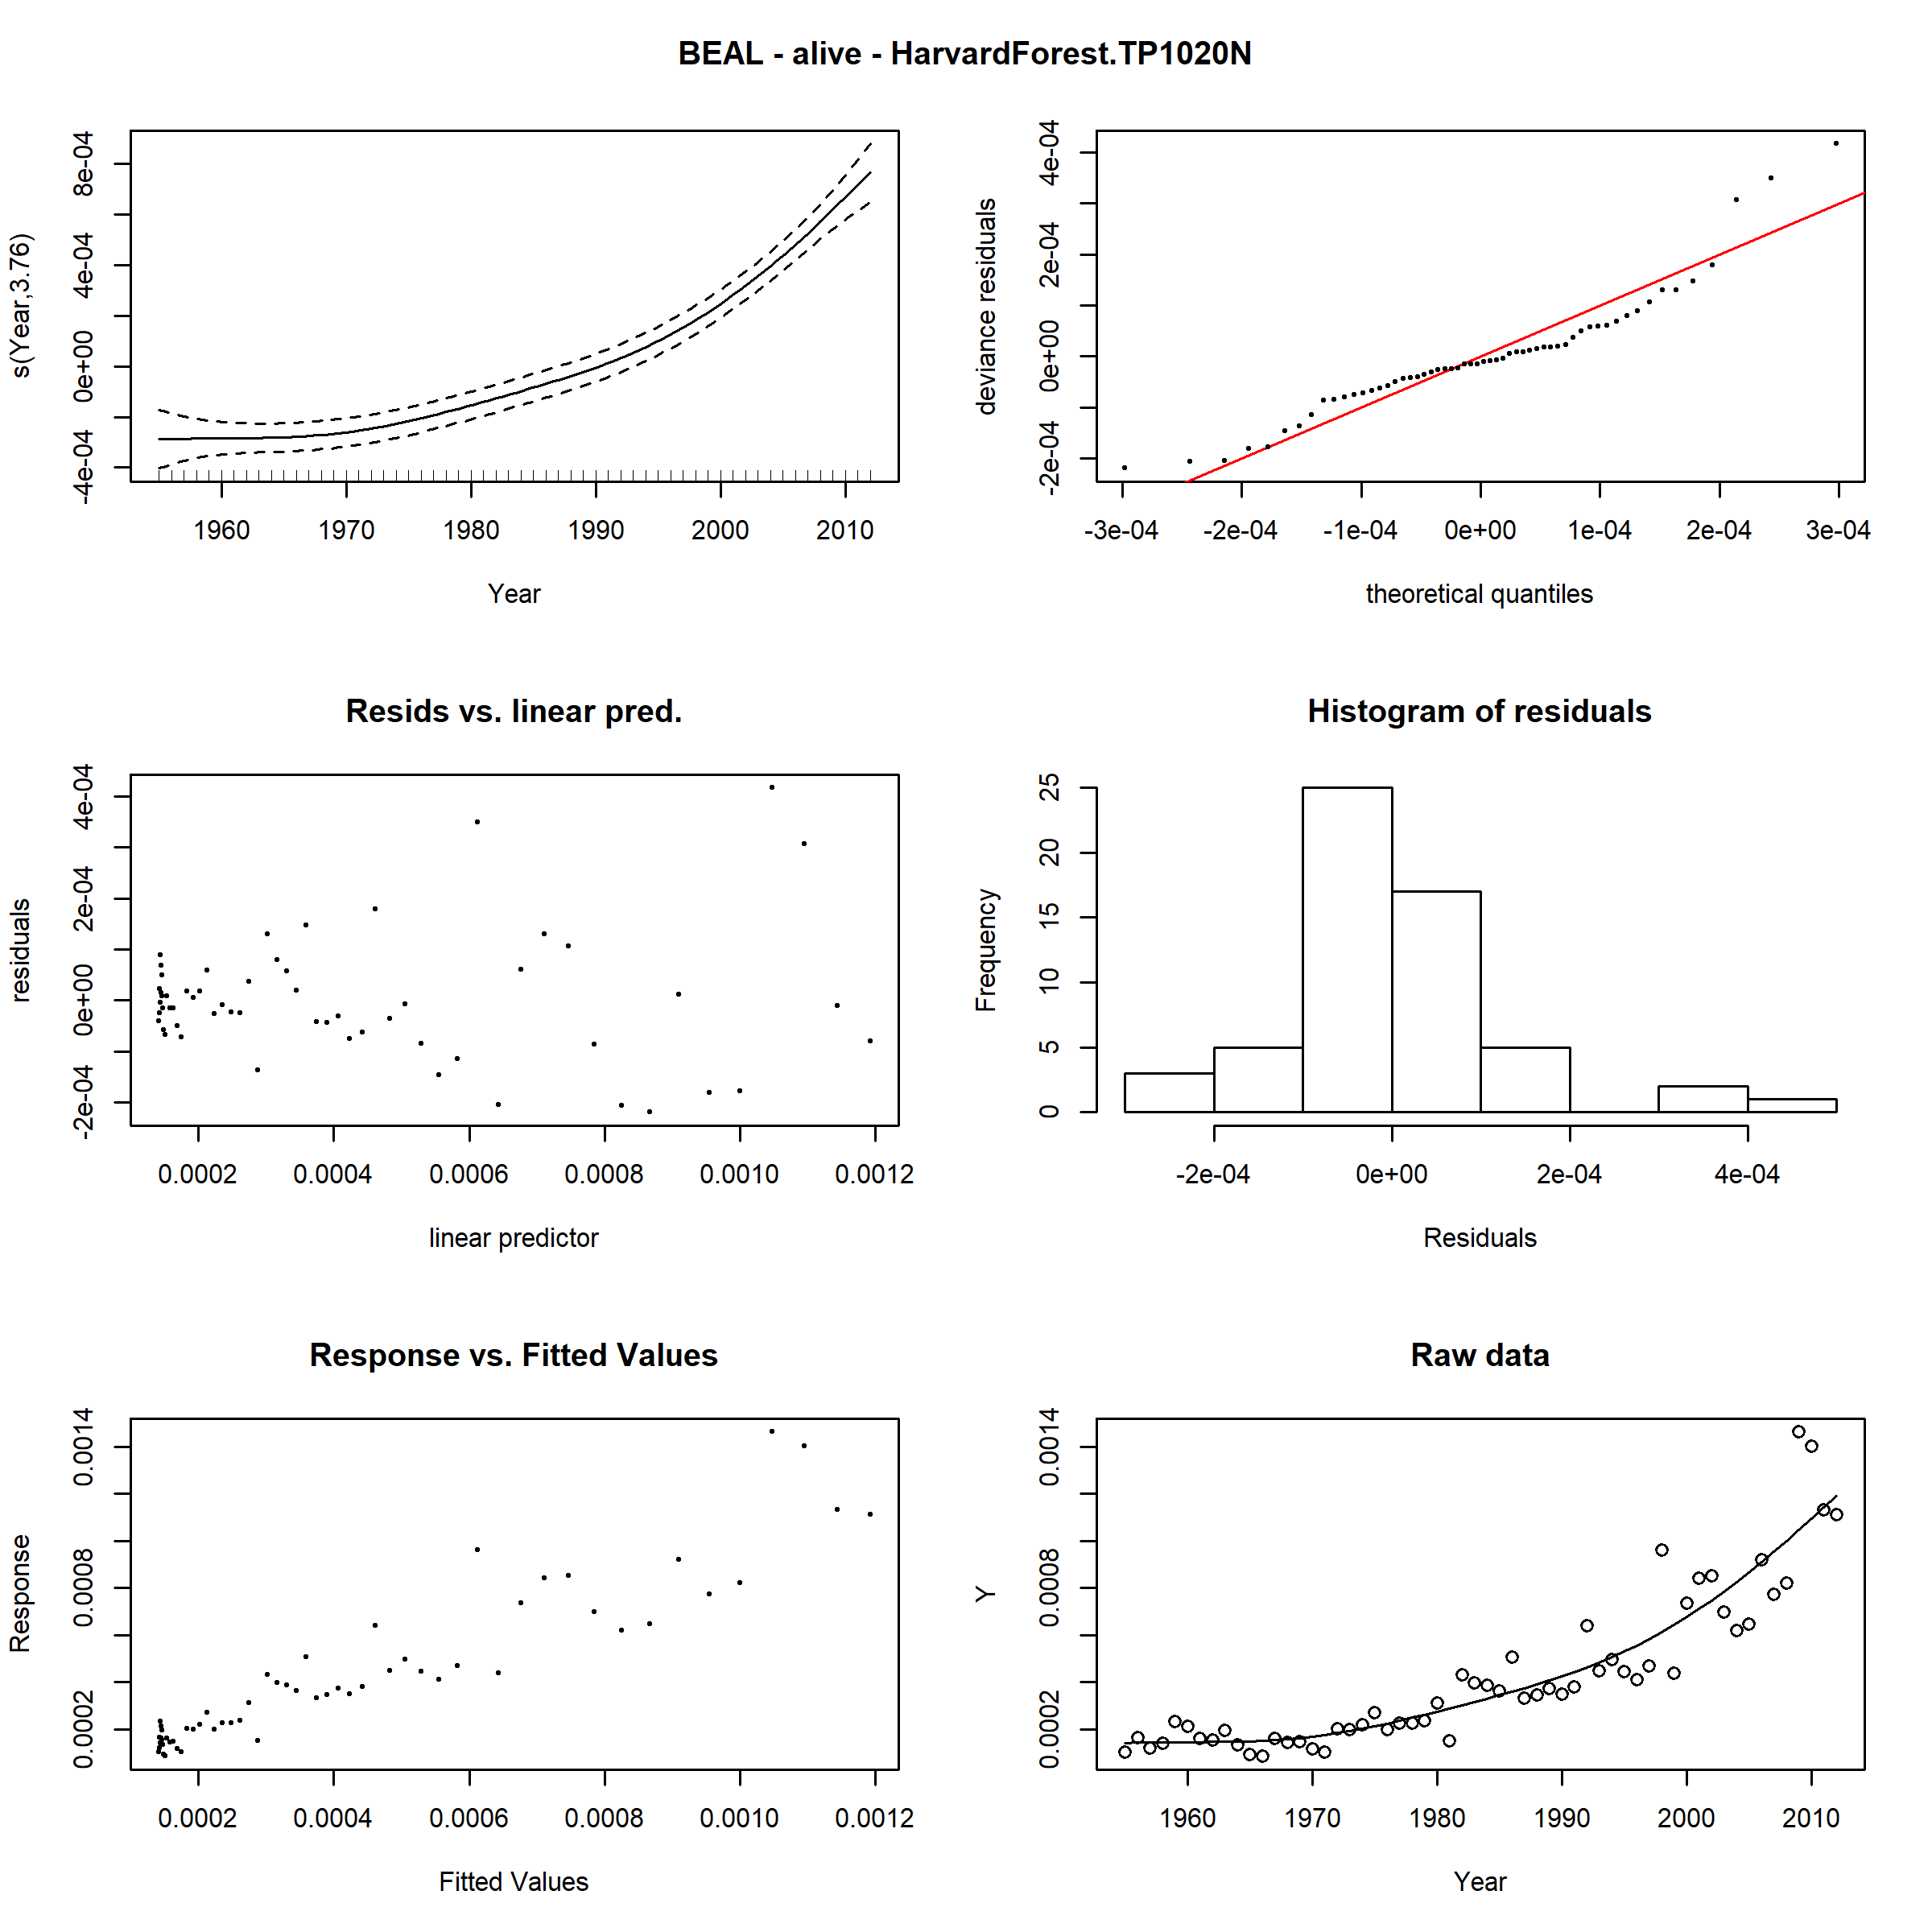 BEAL - alive - HarvardForest.TP1020N
s(Year,3.76)
-4e-04 0e+00 4e-04 8e-04
1960 1970 1980 1990 2000 2010
Year
deviance residuals
-2e-04 0e+00 2e-04 4e-04
-3e-04 -2e-04 -1e-04 0e+00 1e-04 2e-04 3e-04
theoretical quantiles
Resids vs. linear pred.
residuals
-2e-04 0e+00 2e-04 4e-04
0.0002 0.0004 0.0006 0.0008 0.0010 0.0012
linear predictor
Histogram of residuals
Frequency
0 5 10 15 20 25
-2e-04 0e+00 2e-04 4e-04
Residuals
Response vs. Fitted Values
Response
0.0002 0.0008 0.0014
0.0002 0.0004 0.0006 0.0008 0.0010 0.0012
Fitted Values
Raw data
Y
0.0002 0.0008 0.0014
1960 1970 1980 1990 2000 2010
Year